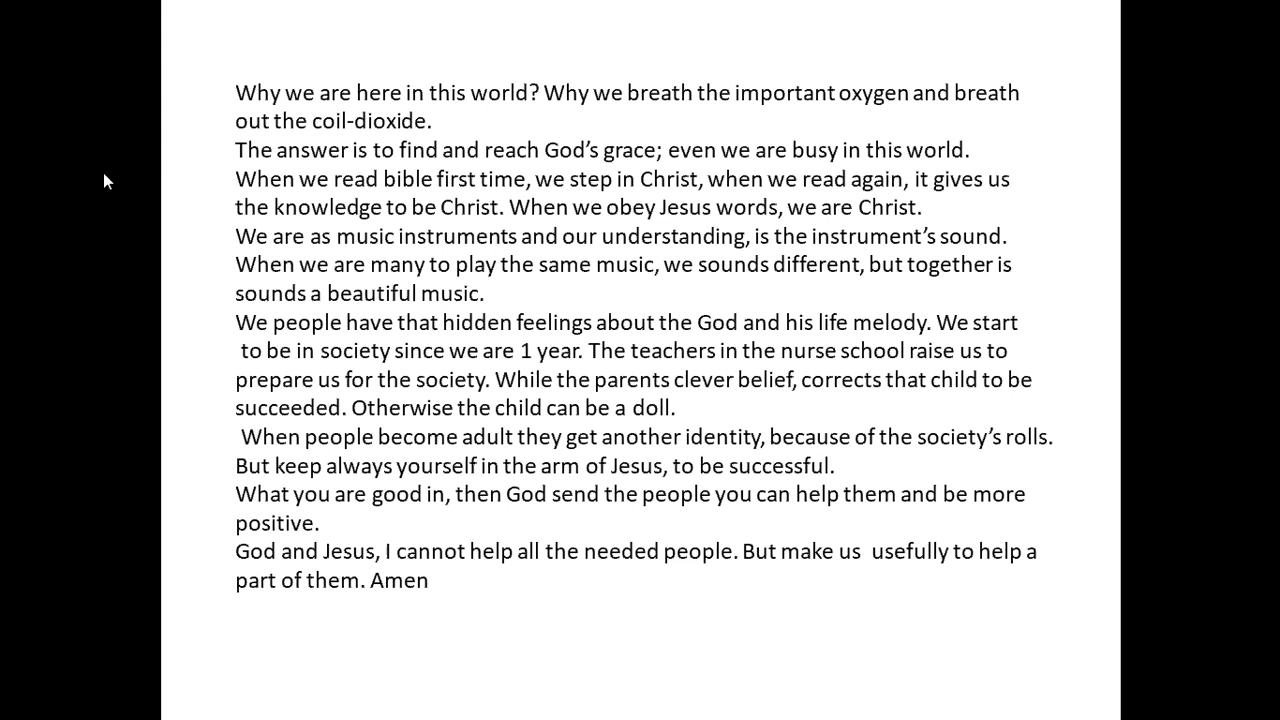 Why we are here in this world? Why we breath the important oxygen and breath
out the coil-dioxide.
The answer is to find and reach God’s grace; even we are busy in this world.
When we read bible first time, we step in Christ, when we read again, it gives us
the knowledge to be Christ. When we obey Jesus words, we are Christ.
We are as music instruments and our understanding, is the instrument’s sound.
When we are many to play the same music, we sounds different, but together is
sounds a beautiful music.
We people have that hidden feelings about the God and his life melody. We start
to be in society since we are 1 year. The teachers in the nurse school raise us to
prepare us for the society. While the parents clever belief, corrects that child to be
succeeded. Otherwise the child can be a doll.
When people become adult they get another identity, because of the society’s rolls.
But keep always yourself in the arm of Jesus, to be successful.
What you are good in, then God send the people you can help them and be more
positive.
God and Jesus, I cannot help all the needed people. But make us  usefully to help a
part of them. Amen